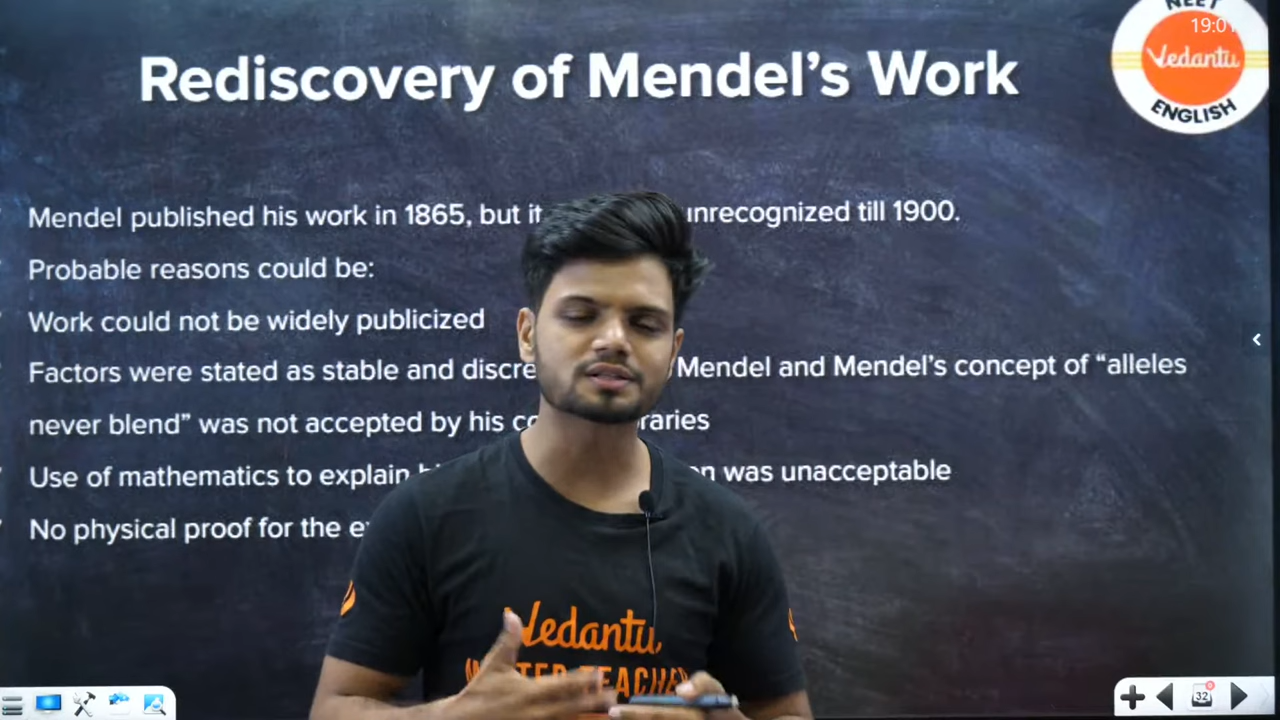 Rediscovery of Mendel's Work
NEET
19:01
Vedantu
ENGLISH
Mendel published his work in 1865, but it unrecognized till 1900.
Probable reasons could be:
Work could not be widely publicized
Factors were stated as stable and Mendel and Mendel's concept of “alleles
never blend” was not accepted by his
Use of mathematics to explain was unacceptable
No physical proof for the
Vedantu
TEACHER
32